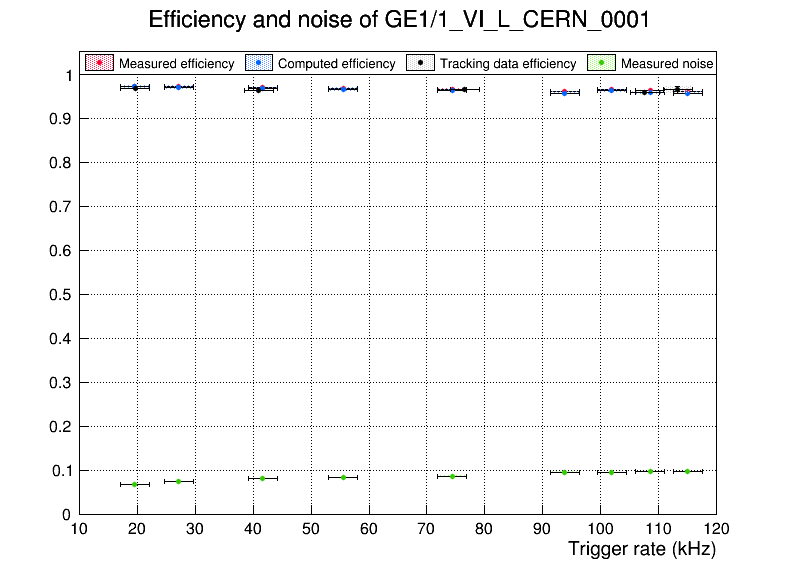 Efficiency and noise of GE1/1_VI_L_CERN_0001
Measured efficiency Computed efficiency Tracking data efficiency Measured noise
1
0.9
0.8
0.7
0.6
0.5
0.4
0.3
0.2
0.1
0
10 20 30 40 50 60 70 80 90 100 110 120
Trigger rate (kHz)